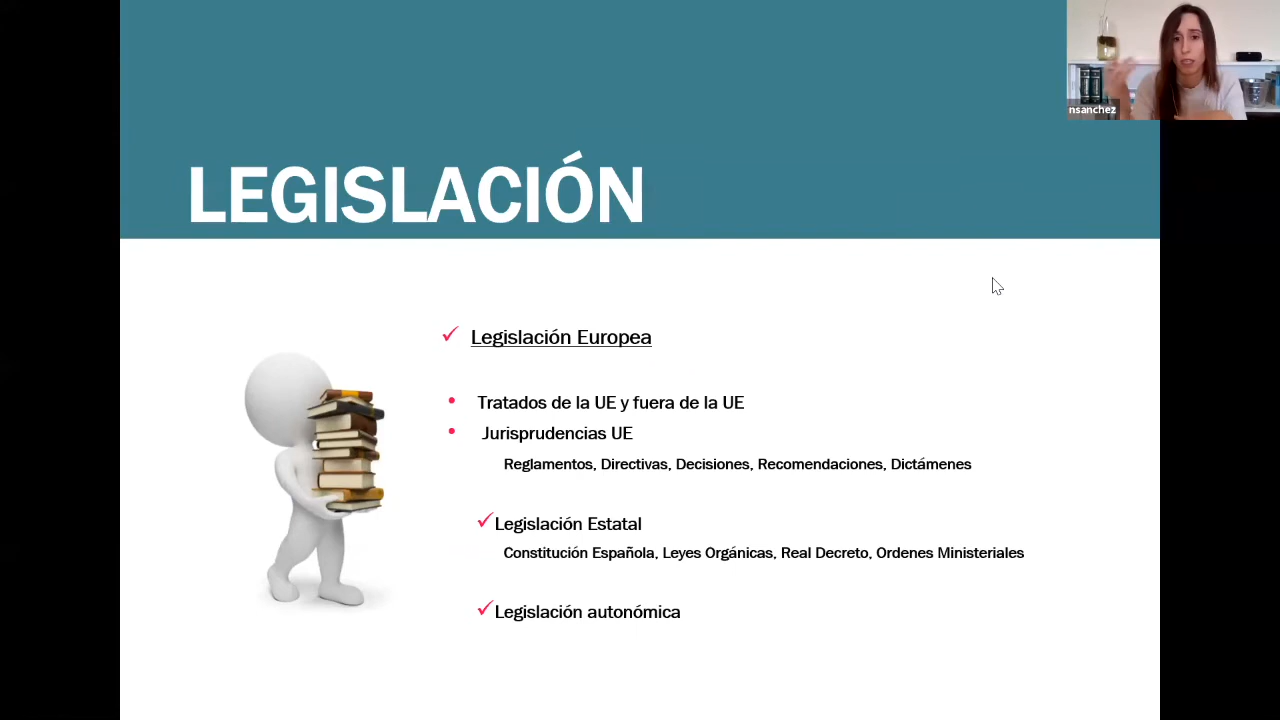 nsanchez
LEGISLACIÓN
Legislación Europea
Tratados de la UE y fuera de la UE
Jurisprudencias UE
Reglamentos, Directivas, Decisiones, Recomendaciones, Dictámenes
Legislación Estatal
Constitución Española, Leyes Orgánicas, Real Decreto, Ordenes Ministeriales
Legislación autonómica